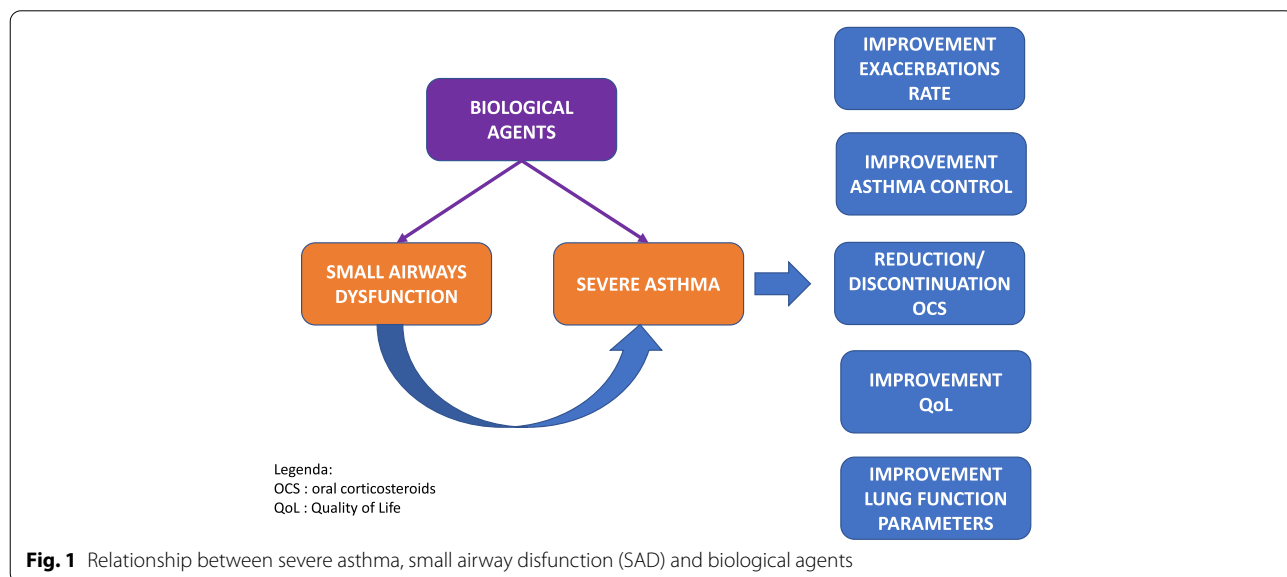 BIOLOGICAL
AGENTS
SMALL AIRWAYS
DYSFUNCTION
SEVERE ASTHMA
IMPROVEMENT
EXACERBATIONS
RATE
IMPROVEMENT
ASTHMA CONTROL
REDUCTION/
DISCONTINUATION
OCS
IMPROVEMENT
QoL
IMPROVEMENT
LUNG FUNCTION
PARAMETERS
Legenda:
OCS : oral corticosteroids
QoL : Quality of Life
Fig. 1 Relationship between severe asthma, small airway disfunction (SAD) and biological agents